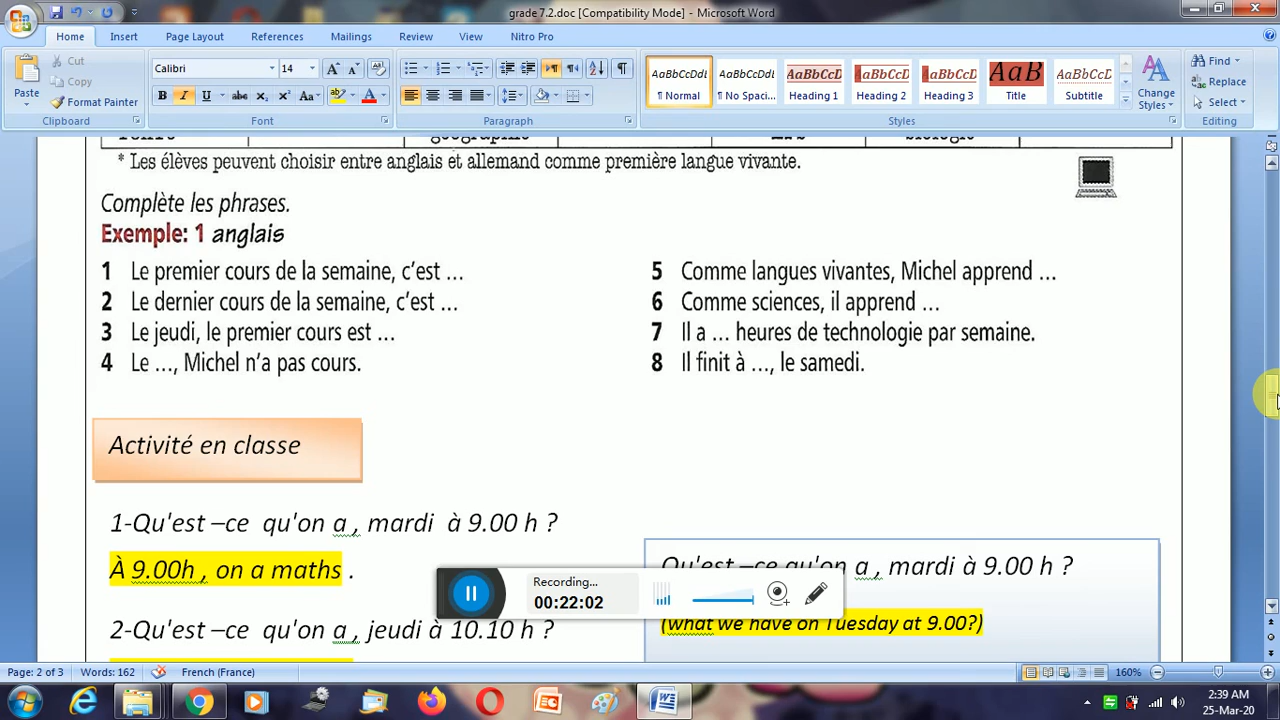 grade 7.2.doc [Compatibility Mode] - Microsoft Word
Home Insert Page Layout References Mailings Review View Nitro Pro
Paste Cut Copy Format Painter
Calibri 14
AaBbCcDdI AaBbCcDdI AaBbCcD AaBbCcD AaBbCcD AaB AaBbCcDd
¶ Normal ¶ No Spaci... Heading 1 Heading 2 Heading 3 Title Subtitle
Change Styles
Find Replace Select
Clipboard Font Paragraph Styles Editing
géographie biologie
* Les élèves peuvent choisir entre anglais et allemand comme première langue vivante.
Complète les phrases.
Exemple: 1 anglais
1 Le premier cours de la semaine, c'est ...
2 Le dernier cours de la semaine, c'est ...
3 Le jeudi, le premier cours est ...
4 Le ..., Michel n'a pas cours.
5 Comme langues vivantes, Michel apprend ...
6 Comme sciences, il apprend ...
7 Il a ... heures de technologie par semaine.
8 Il finit à ..., le samedi.
Activité en classe
1-Qu'est –ce qu'on a , mardi à 9.00 h ?
À 9.00h , on a maths .
2-Qu'est –ce qu'on a , jeudi à 10.10 h ?
Qu'est –ce qu'on a , mardi à 9.00 h ?
(what we have on Tuesday at 9.00?)
Recording...
00:22:02
Page: 2 of 3 Words: 162 French (France) 160%
2:39 AM
25-Mar-20